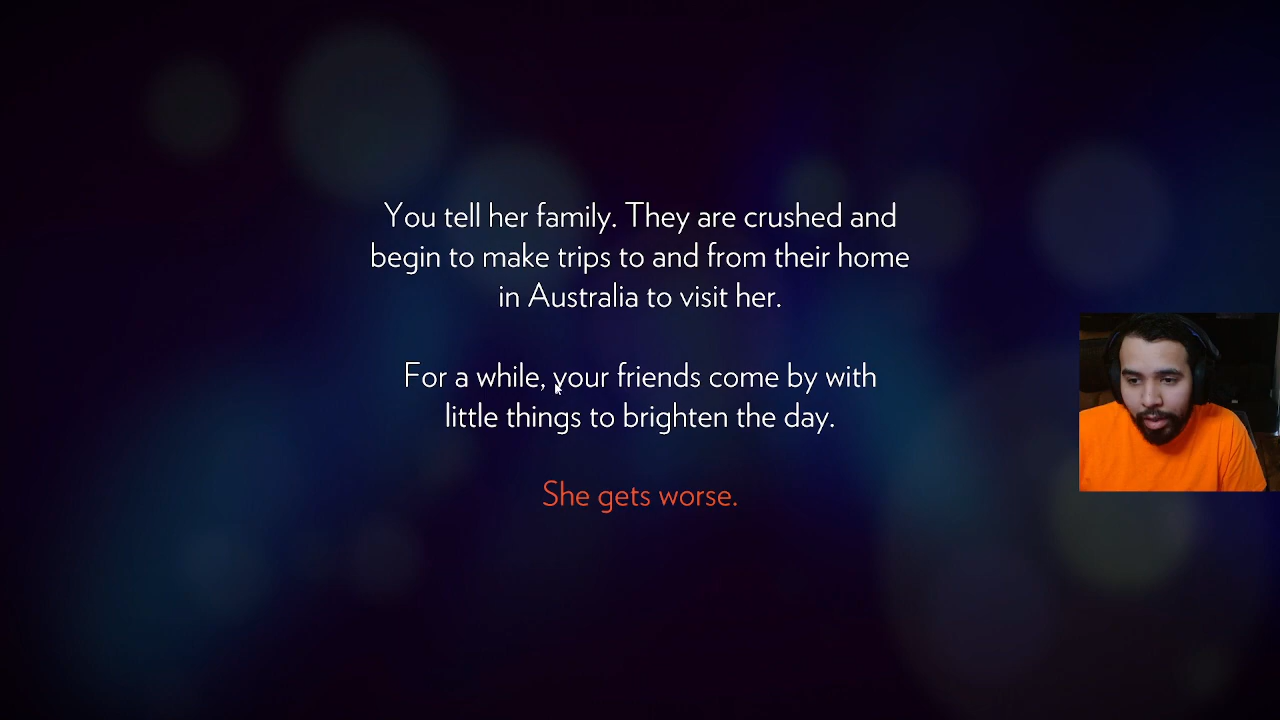 You tell her family. They are crushed and
begin to make trips to and from their home
in Australia to visit her.
For a while, your friends come by with
little things to brighten the day.
She gets worse.